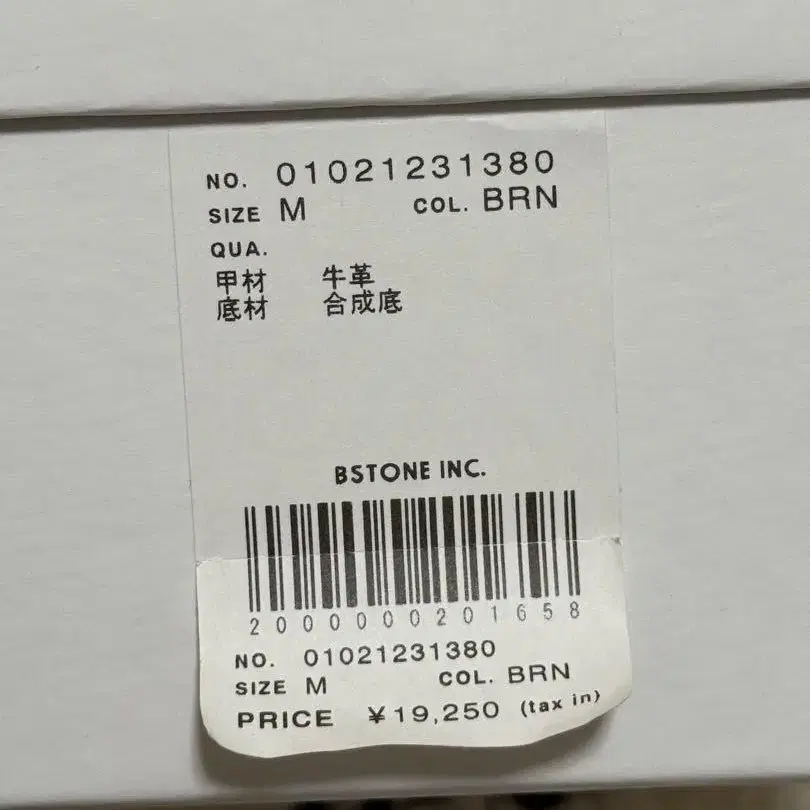 NO. 01021231380
SIZE M COL. BRN
QUA.
甲材 牛革
底材 合成底
BSTONE INC.
2000000201658
NO. 01021231380
SIZE M COL. BRN
PRICE ¥19,250 (tax in)